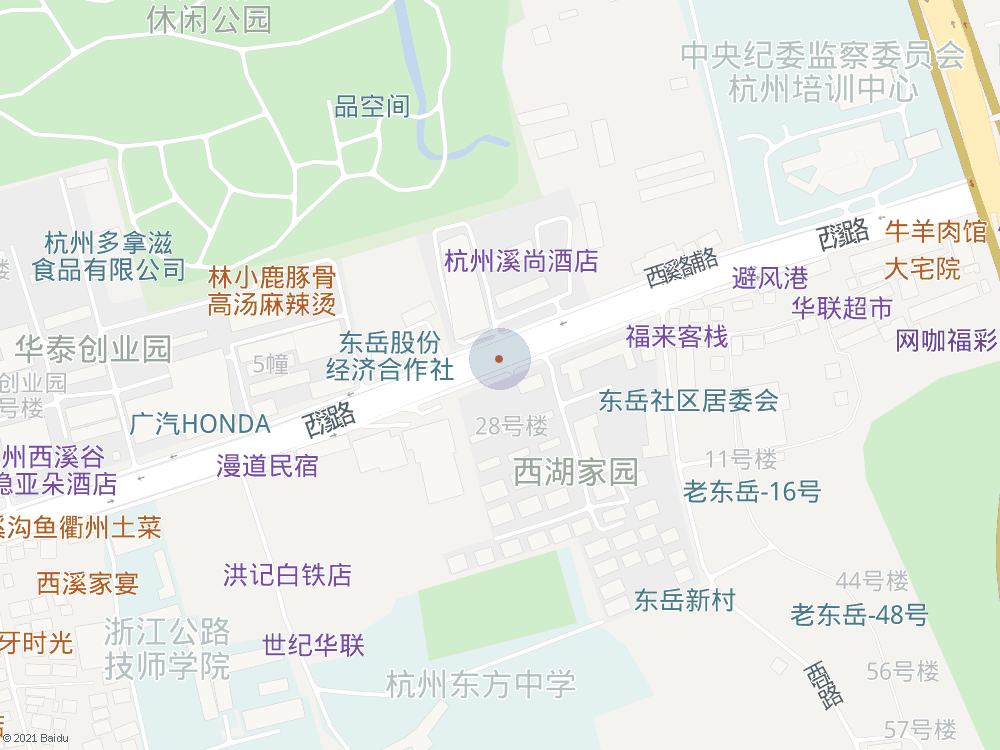 休闲公园
中央纪委监察委员会
杭州培训中心
品空间
西溪路
牛羊肉馆
杭州多拿滋
食品有限公司
杭州溪尚酒店
西溪路辅路
大宅院
林小鹿豚骨
高汤麻辣烫
避风港
华联超市
华泰创业园
5幢
东岳股份
经济合作社
福来客栈
网咖福彩
创业园
号楼
西溪路
广汽HONDA
28号楼
东岳社区居委会
州西溪谷
隐亚朵酒店
漫道民宿
西湖家园
11号楼
老东岳-16号
溪沟鱼衢州土菜
西溪家宴
洪记白铁店
44号楼
东岳新村
老东岳-48号
牙时光
浙江公路
技师学院
世纪华联
杭州东方中学
56号楼
57号楼
© 2021 Baidu